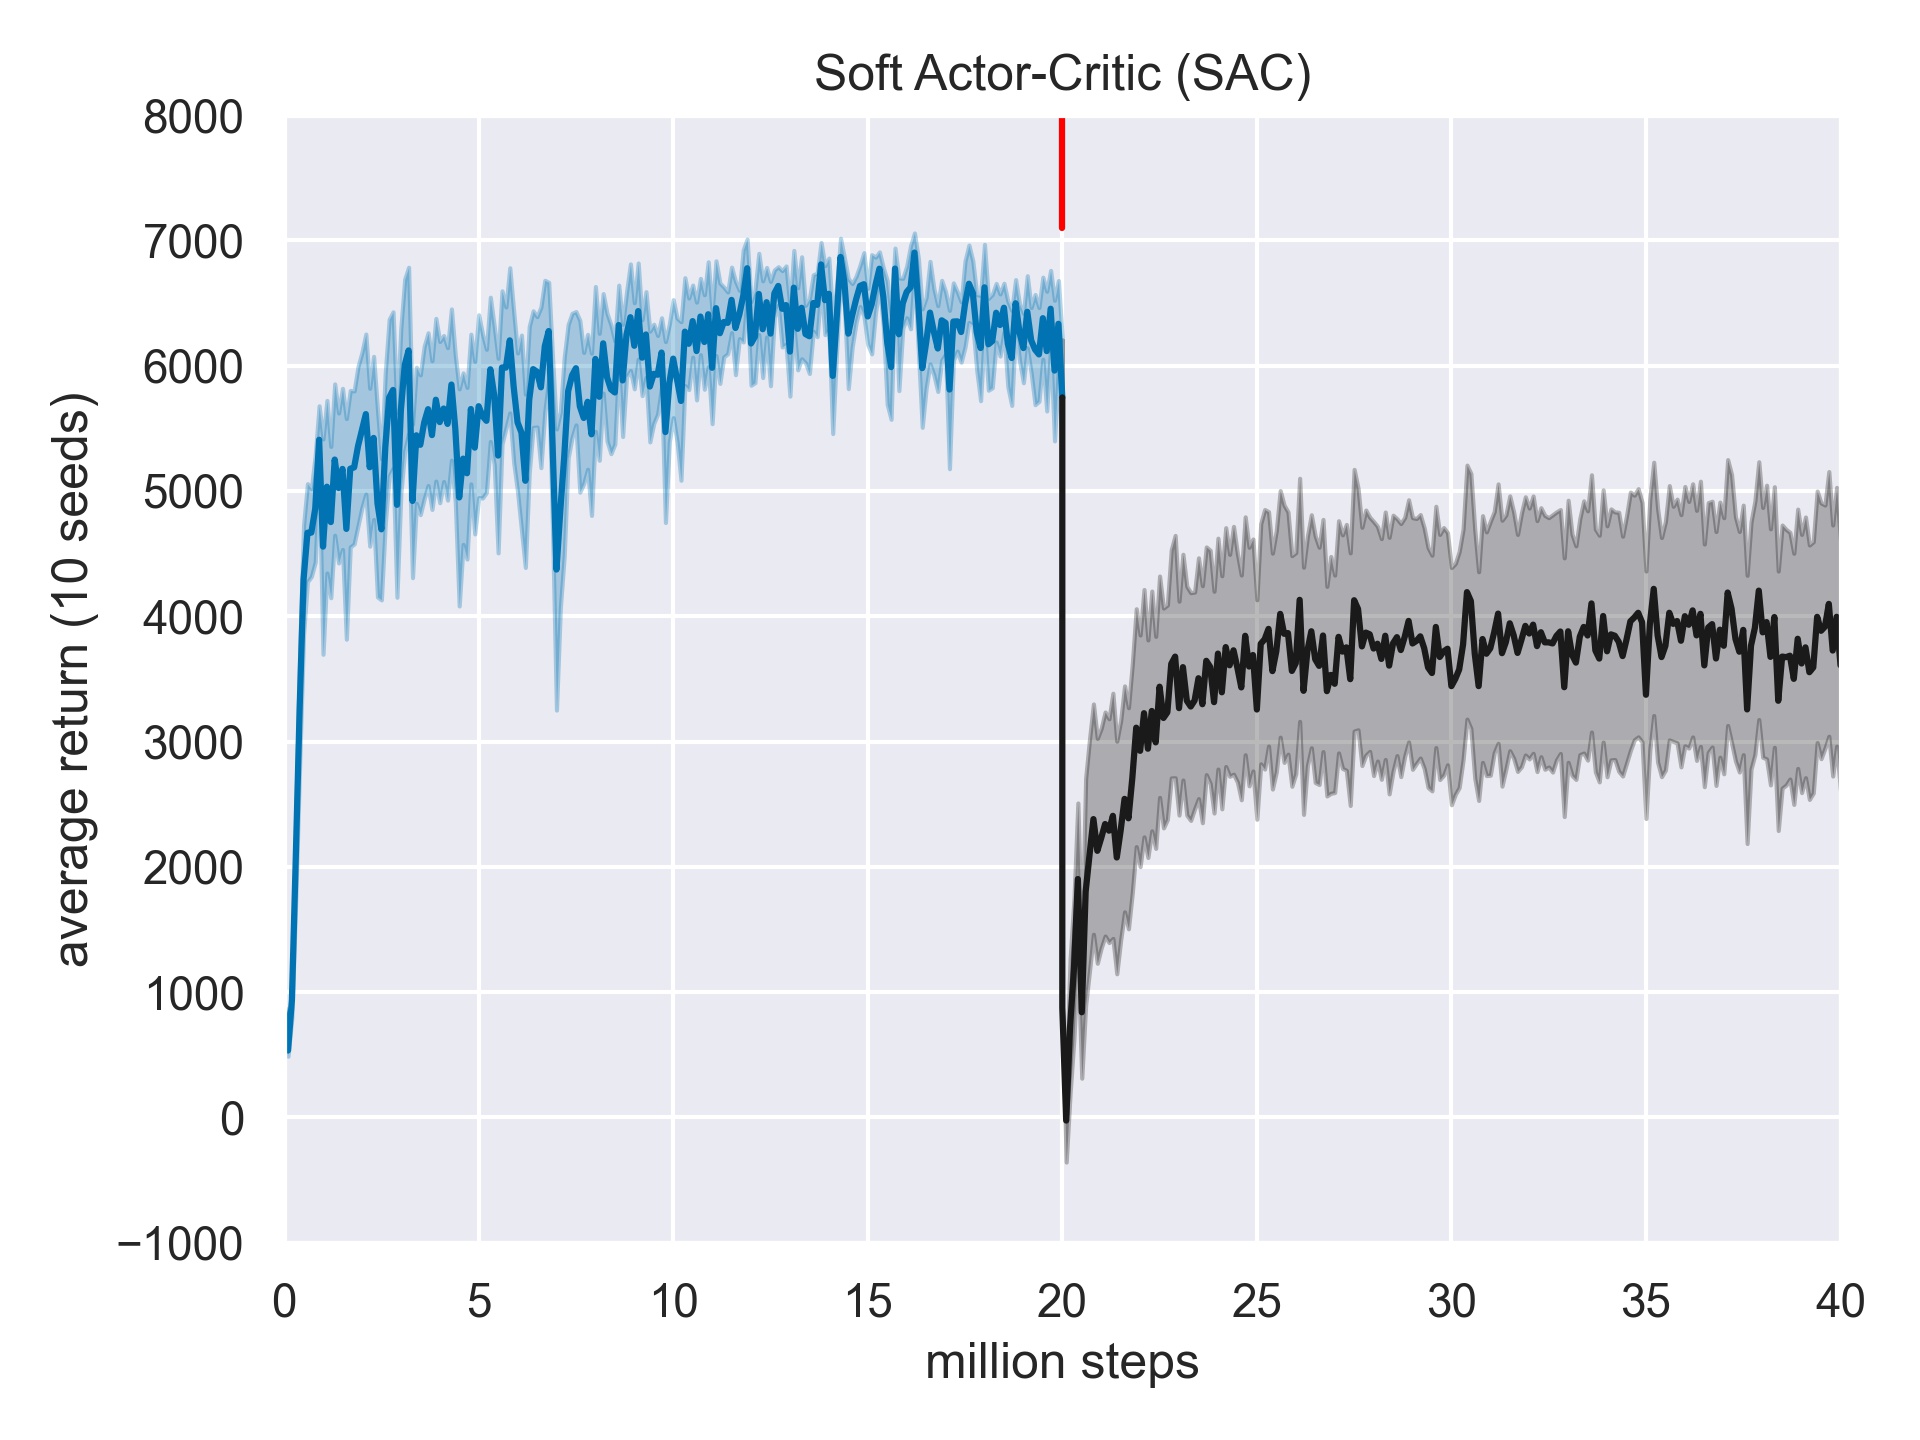 Soft Actor-Critic (SAC)
8000
7000
6000
5000
4000
3000
2000
1000
0
−1000
average return (10 seeds)
0 5 10 15 20 25 30 35 40
million steps